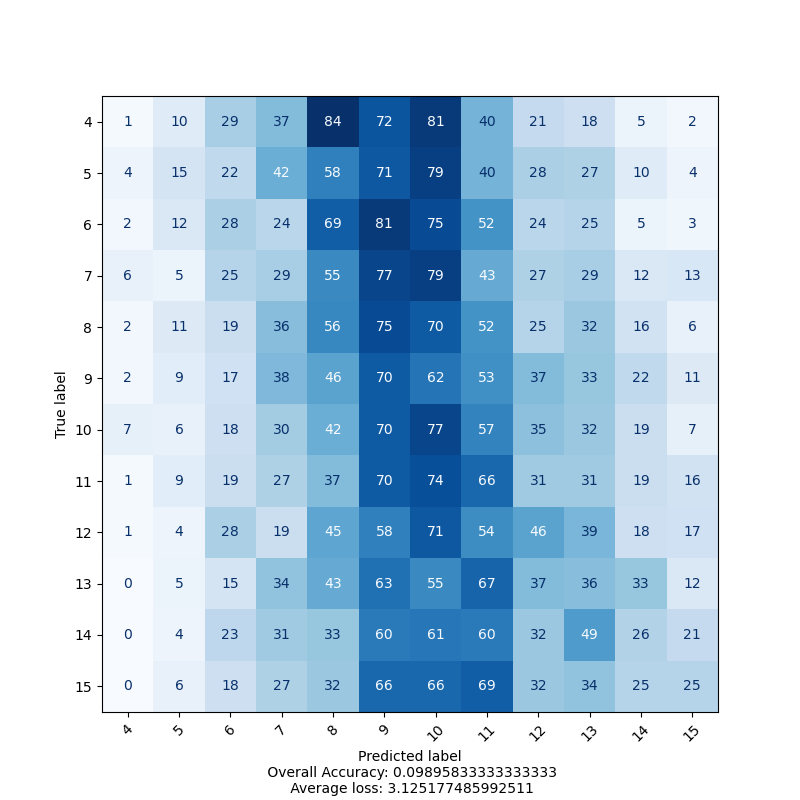 4 1 10 29 37 84 72 81 40 21 18 5 2
5 4 15 22 42 58 71 79 40 28 27 10 4
6 2 12 28 24 69 81 75 52 24 25 5 3
7 6 5 25 29 55 77 79 43 27 29 12 13
8 2 11 19 36 56 75 70 52 25 32 16 6
9 2 9 17 38 46 70 62 53 37 33 22 11
True label
10 7 6 18 30 42 70 77 57 35 32 19 7
11 1 9 19 27 37 70 74 66 31 31 19 16
12 1 4 28 19 45 58 71 54 46 39 18 17
13 0 5 15 34 43 63 55 67 37 36 33 12
14 0 4 23 31 33 60 61 60 32 49 26 21
15 0 6 18 27 32 66 66 69 32 34 25 25
4 5 6 7 8 9 10 11 12 13 14 15
Predicted label
Overall Accuracy: 0.09895833333333333
Average loss: 3.125177485992511